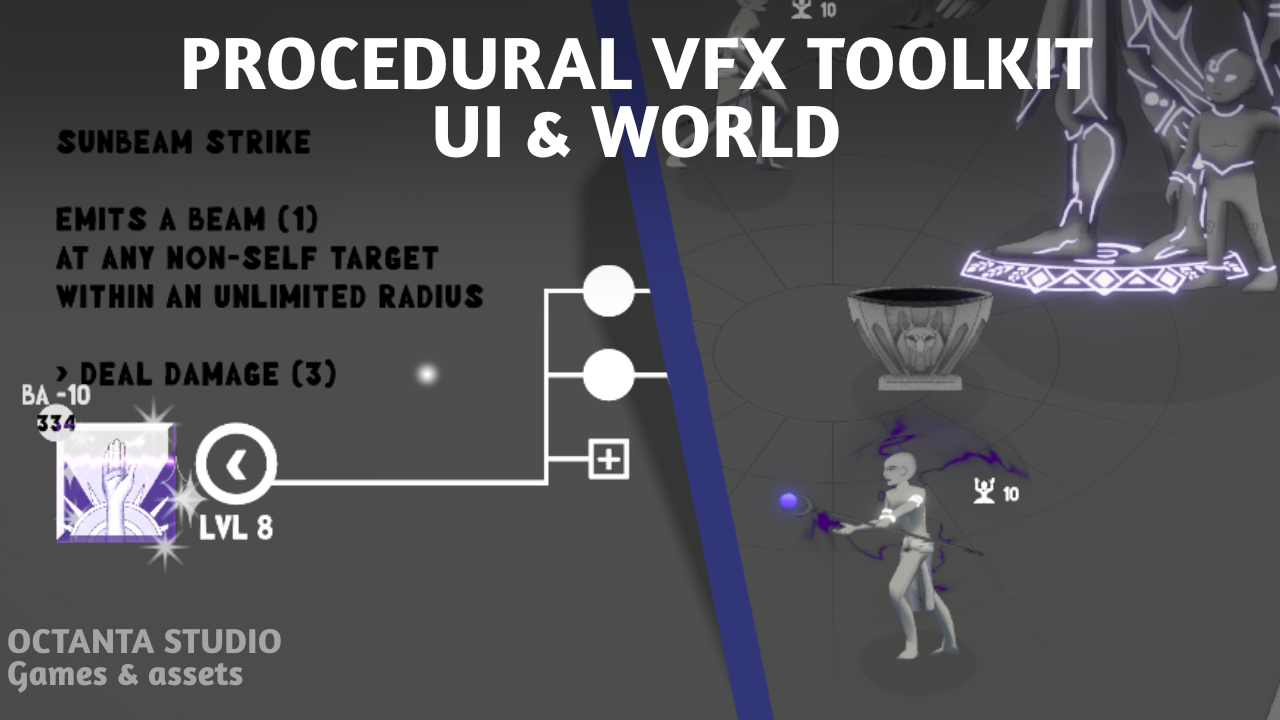 PROCEDURAL VFX TOOLKIT
UI & WORLD
10
SUNBEAM STRIKE
EMITS A BEAM (1)
AT ANY NON-SELF TARGET
WITHIN AN UNLIMITED RADIUS
› DEAL DAMAGE (3)
BA -10
334
LVL 8
10
OCTANTA STUDIO
Games & assets